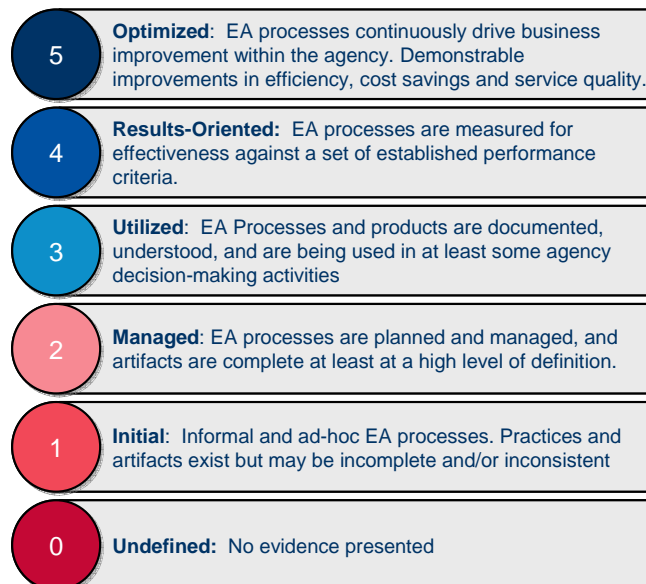 5
Optimized: EA processes continuously drive business
improvement within the agency. Demonstrable
improvements in efficiency, cost savings and service quality.
4
Results-Oriented: EA processes are measured for
effectiveness against a set of established performance
criteria.
3
Utilized: EA Processes and products are documented,
understood, and are being used in at least some agency
decision-making activities
2
Managed: EA processes are planned and managed, and
artifacts are complete at least at a high level of definition.
1
Initial: Informal and ad-hoc EA processes. Practices and
artifacts exist but may be incomplete and/or inconsistent
0
Undefined: No evidence presented